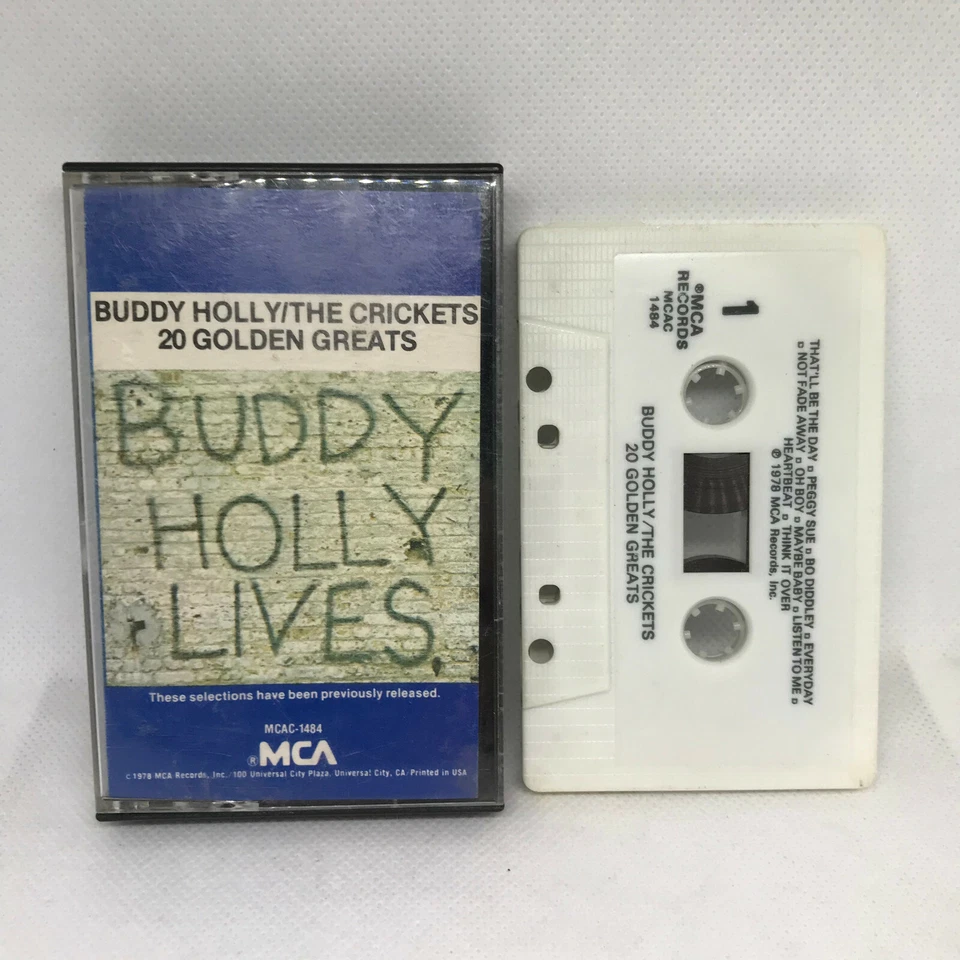 BUDDY HOLLY/THE CRICKETS
20 GOLDEN GREATS
BUDDY
HOLLY
LIVES
These selections have been previously released.
MCAC-1484
®MCA
©1978 MCA Records, Inc./100 Universal City Plaza, Universal City, CA/Printed in USA
1
℗MCA
RECORDS
MCAC
1484
THAT'LL BE THE DAY ▫ PEGGY SUE ▫ BO DIDDLEY ▫ EVERYDAY
▫ NOT FADE AWAY ▫ OH BOY ▫ MAYBE BABY ▫ LISTEN TO ME ▫
HEARTBEAT ▫ THINK IT OVER
℗ 1978 MCA Records, Inc.
BUDDY HOLLY/THE CRICKETS
20 GOLDEN GREATS